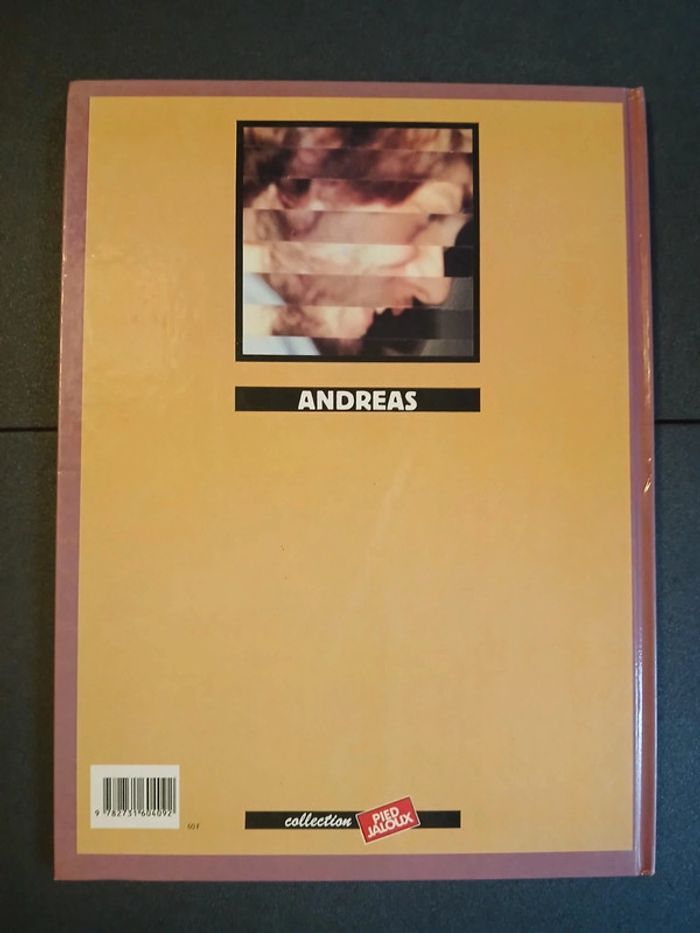 ANDREAS
9 782731 604092
60 F
collection
PIED
JALOUX